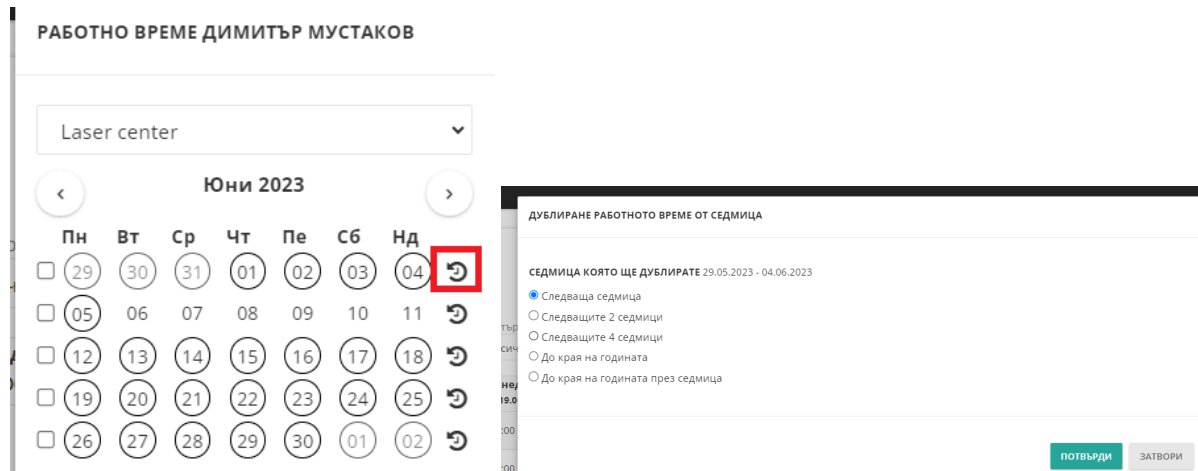 РАБОТНО ВРЕМЕ ДИМИТЪР МУСТАКОВ
Laser center
Юни 2023
Пн Вт Ср Чт Пе Сб Нд
29 30 31 01 02 03 04
05 06 07 08 09 10 11
12 13 14 15 16 17 18
19 20 21 22 23 24 25
26 27 28 29 30 01 02
ДУБЛИРАНЕ РАБОТНОТО ВРЕМЕ ОТ СЕДМИЦА
СЕДМИЦА КОЯТО ЩЕ ДУБЛИРАТЕ 29.05.2023 - 04.06.2023
Следваща седмица
Следващите 2 седмици
Следващите 4 седмици
До края на годината
До края на годината през седмица
ПОТВЪРДИ ЗАТВОРИ